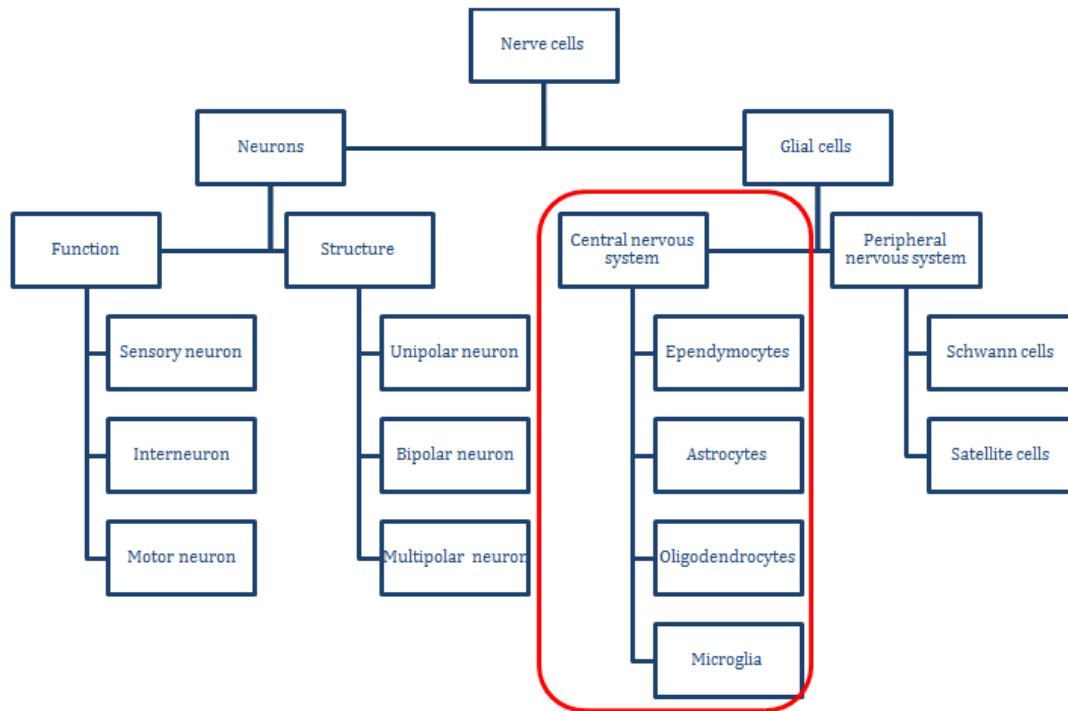 Nerve cells
Neurons
Glial cells
Function
Structure
Central nervous
system
Peripheral
nervous system
Sensory neuron
Unipolar neuron
Ependymocytes
Schwann cells
Interneuron
Bipolar neuron
Astrocytes
Satellite cells
Motor neuron
Multipolar neuron
Oligodendrocytes
Microglia